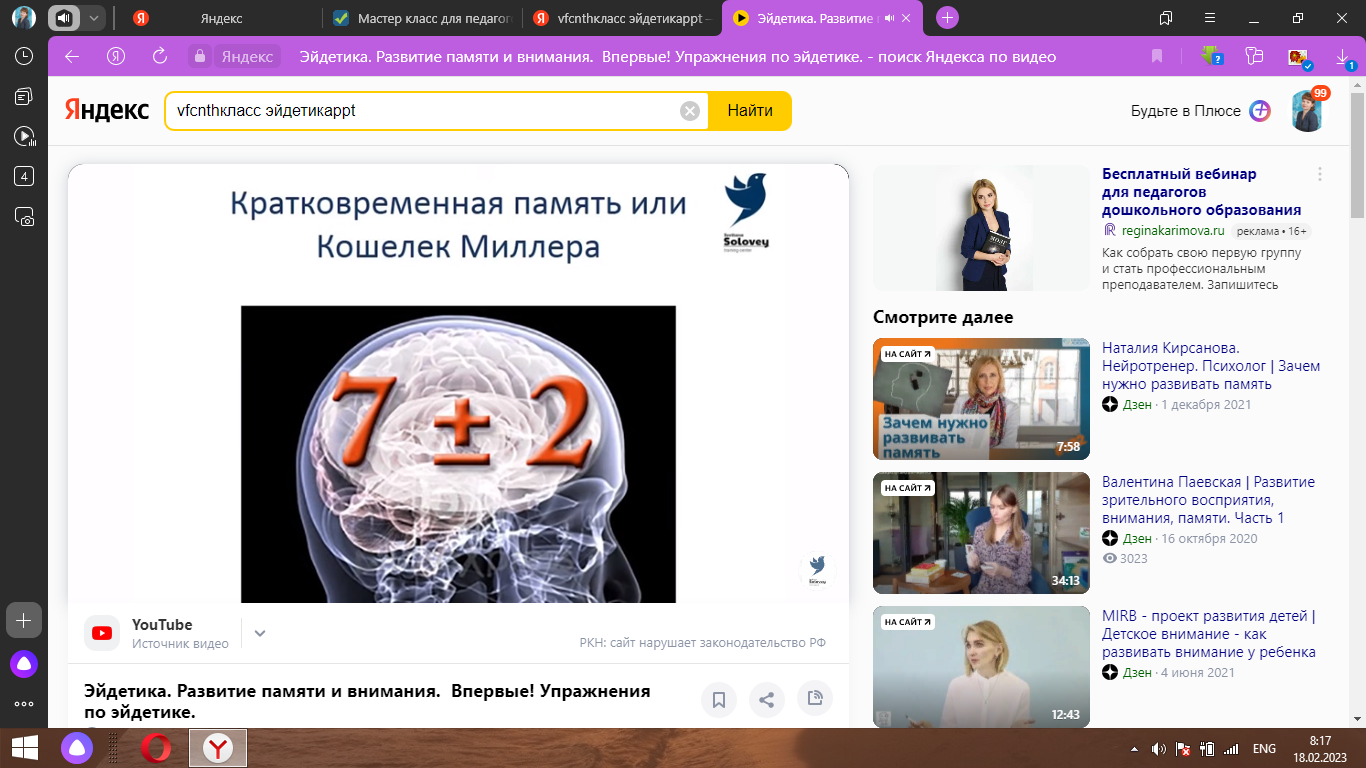 Яндекс
Мастер класс для педагого
vfcnthкласс эйдетикаppt –
Эйдетика. Развитие п
Яндекс
Эйдетика. Развитие памяти и внимания. Впервые! Упражнения по эйдетике. - поиск Яндекса по видео
?
1
4
Яндекс
vfcnthкласс эйдетикаppt
Найти
Будьте в Плюсе
99
Кратковременная память или
Кошелек Миллера
Solovey
7 ± 2
YouTube
Источник видео
РКН: сайт нарушает законодательство РФ
Эйдетика. Развитие памяти и внимания. Впервые! Упражнения
по эйдетике.
Бесплатный вебинар
для педагогов
дошкольного образования
reginakarimova.ru реклама • 16+
Как собрать свою первую группу
и стать профессиональным
преподавателем. Запишитесь
Смотрите далее
НА САЙТ
Зачем нужно
развивать
память
7:58
Наталия Кирсанова.
Нейротренер. Психолог | Зачем
нужно развивать память
Дзен · 1 декабря 2021
НА САЙТ
34:13
Валентина Паевская | Развитие
зрительного восприятия,
внимания, памяти. Часть 1
Дзен · 16 октября 2020
3023
НА САЙТ
12:43
MIRB - проект развития детей |
Детское внимание - как
развивать внимание у ребенка
Дзен · 4 июня 2021
ENG
8:17
18.02.2023